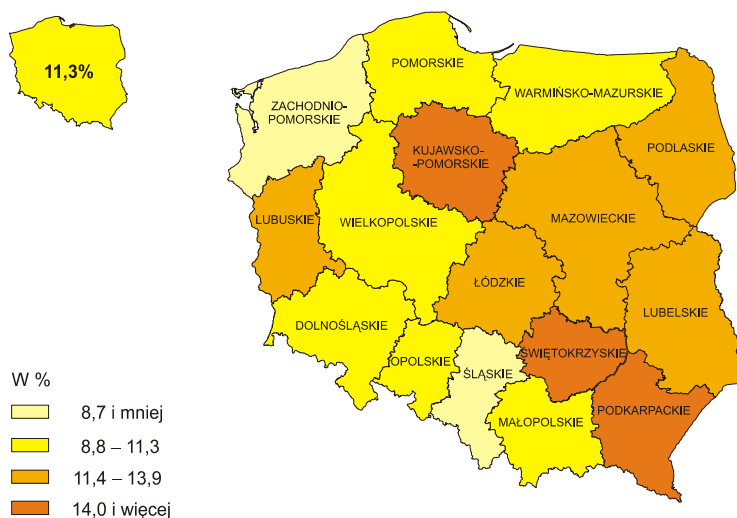 11,3%
POMORSKIE
WARMIŃSKO-MAZURSKIE
ZACHODNIO-
POMORSKIE
KUJAWSKO-
POMORSKIE
PODLASKIE
LUBUSKIE
WIELKOPOLSKIE
MAZOWIECKIE
ŁÓDZKIE
LUBELSKIE
DOLNOŚLĄSKIE
OPOLSKIE
ŚLĄSKIE
ŚWIĘTOKRZYSKIE
MAŁOPOLSKIE
PODKARPACKIE
W %
8,7 i mniej
8,8 – 11,3
11,4 – 13,9
14,0 i więcej